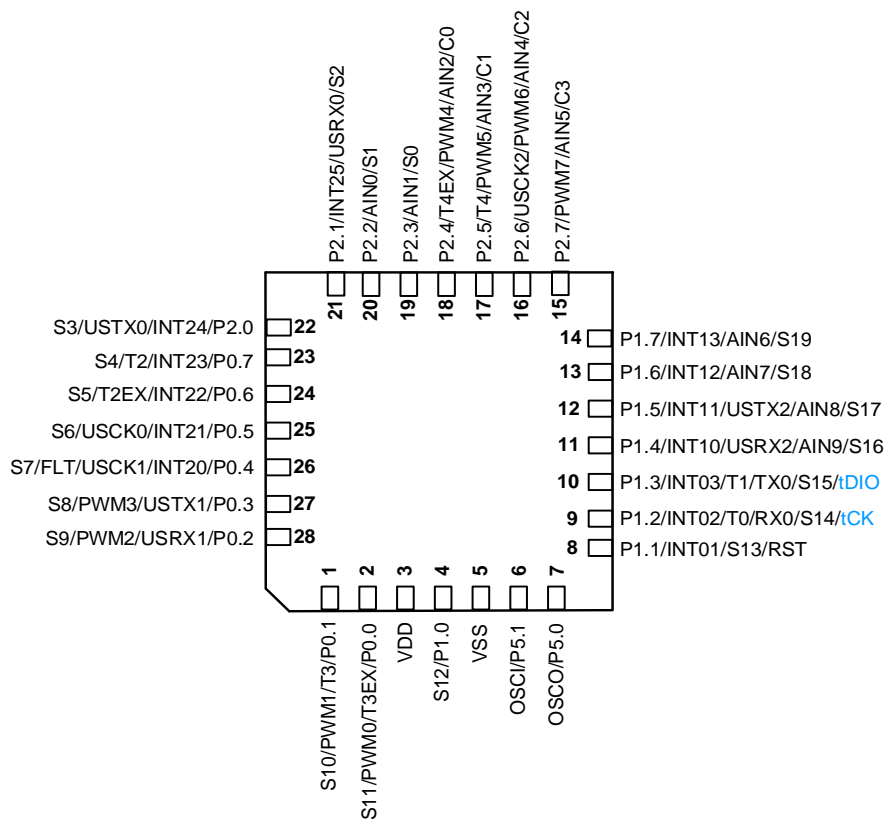 P2.1/INT25/USRX0/S2
P2.2/AIN0/S1
P2.3/AIN1/S0
P2.4/T4EX/PWM4/AIN2/C0
P2.5/T4/PWM5/AIN3/C1
P2.6/USCK2/PWM6/AIN4/C2
P2.7/PWM7/AIN5/C3
21
20
19
18
17
16
15
S3/USTX0/INT24/P2.0
22
S4/T2/INT23/P0.7
23
S5/T2EX/INT22/P0.6
24
S6/USCK0/INT21/P0.5
25
S7/FLT/USCK1/INT20/P0.4
26
S8/PWM3/USTX1/P0.3
27
S9/PWM2/USRX1/P0.2
28
14
P1.7/INT13/AIN6/S19
13
P1.6/INT12/AIN7/S18
12
P1.5/INT11/USTX2/AIN8/S17
11
P1.4/INT10/USRX2/AIN9/S16
10
P1.3/INT03/T1/TX0/S15/tDIO
9
P1.2/INT02/T0/RX0/S14/tCK
8
P1.1/INT01/S13/RST
1
2
3
4
5
6
7
S10/PWM1/T3/P0.1
S11/PWM0/T3EX/P0.0
VDD
S12/P1.0
VSS
OSCI/P5.1
OSCO/P5.0